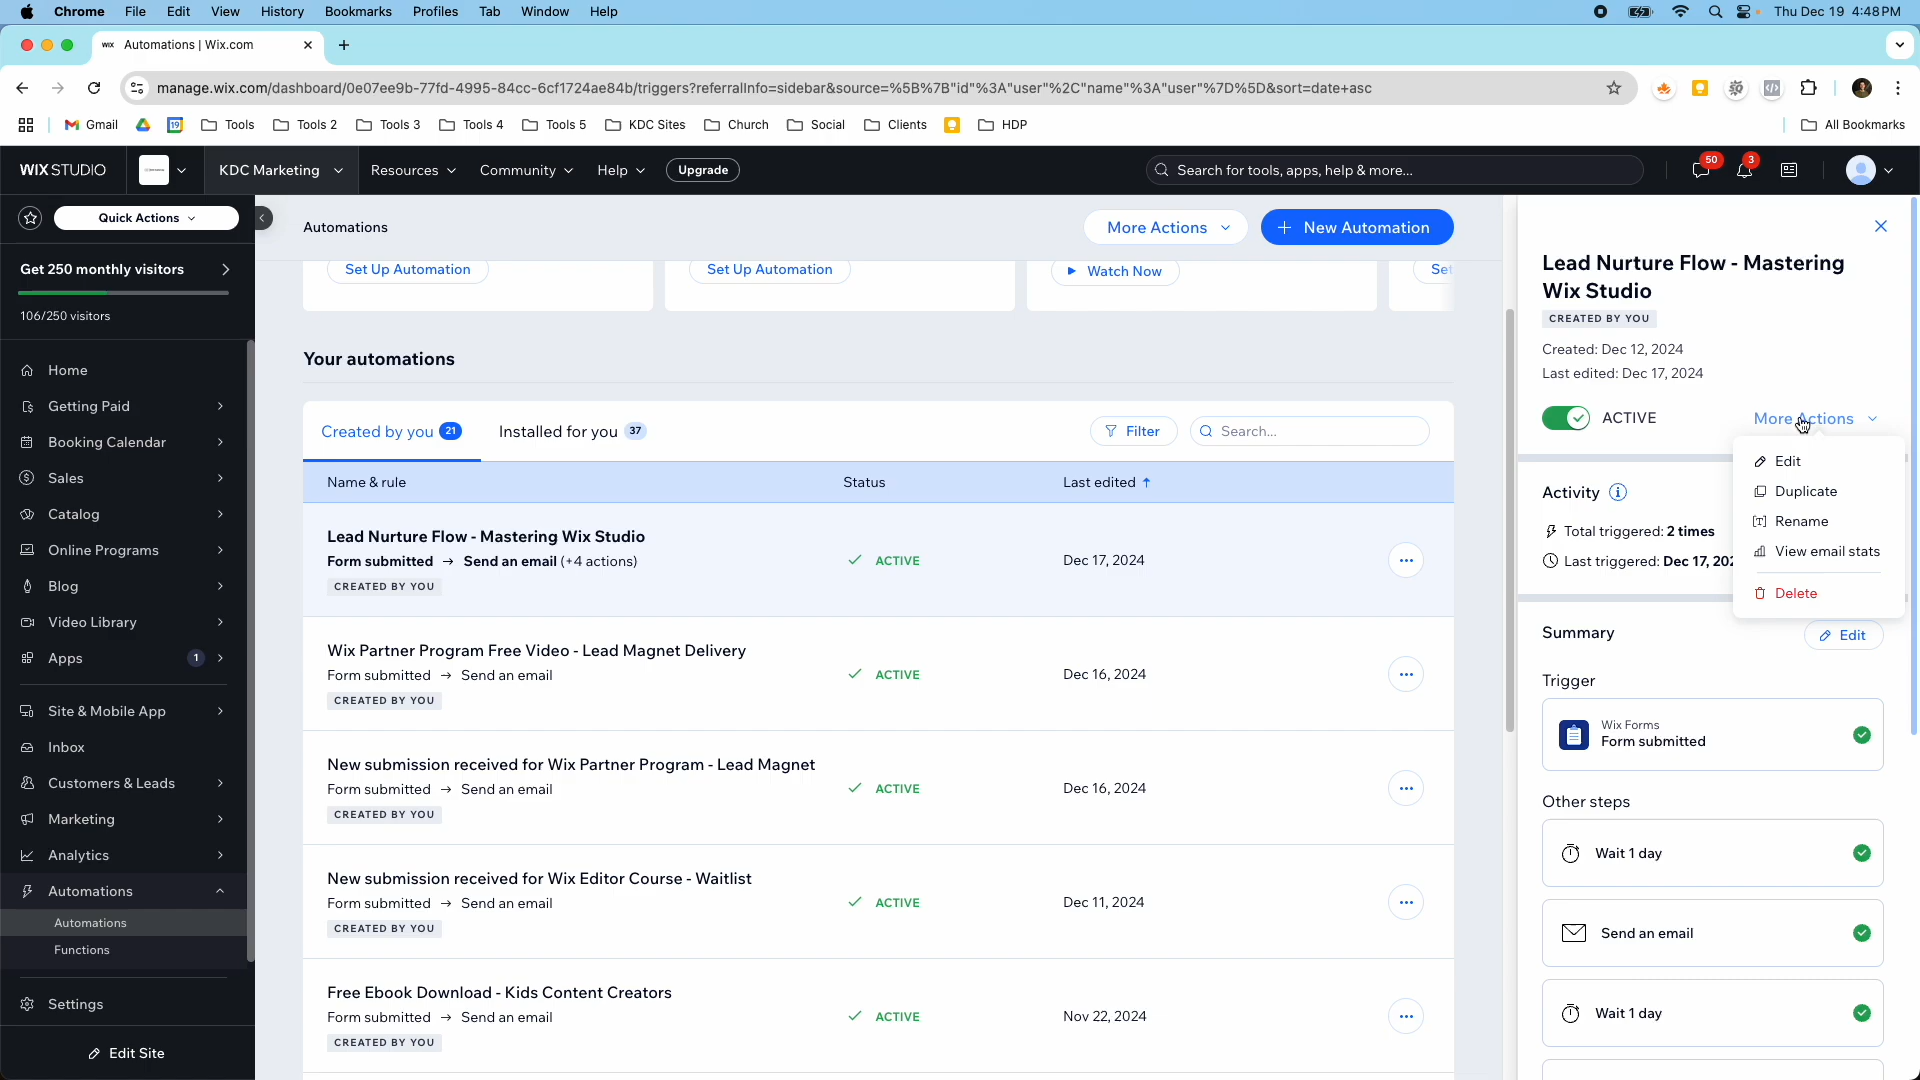 Chrome File Edit View History Bookmarks Profiles Tab Window Help Thu Dec 19 4:48 PM
WIX Automations | Wix.com
manage.wix.com/dashboard/0e07ee9b-77fd-4995-84cc-6cf1724ae84b/triggers?referralInfo=sidebar&source=%5B%7B"id"%3A"user"%2C"name"%3A"user"%7D%5D&sort=date+asc
Gmail 19 Tools Tools 2 Tools 3 Tools 4 Tools 5 KDC Sites Church Social Clients HDP All Bookmarks
WIX STUDIO KDC Marketing Resources Community Help Upgrade Search for tools, apps, help & more... 50 3
Quick Actions
Get 250 monthly visitors
106/250 visitors
Home
Getting Paid
Booking Calendar
Sales
Catalog
Online Programs
Blog
Video Library
Apps 1
Site & Mobile App
Inbox
Customers & Leads
Marketing
Analytics
Automations
Automations
Functions
Settings
Edit Site
Automations More Actions + New Automation
Set Up Automation Set Up Automation Watch Now Set
Your automations
Created by you 21 Installed for you 37 Filter Search...
Name & rule Status Last edited ↑
Lead Nurture Flow - Mastering Wix Studio
Form submitted → Send an email (+4 actions) ACTIVE Dec 17, 2024
CREATED BY YOU
Wix Partner Program Free Video - Lead Magnet Delivery
Form submitted → Send an email ACTIVE Dec 16, 2024
CREATED BY YOU
New submission received for Wix Partner Program - Lead Magnet
Form submitted → Send an email ACTIVE Dec 16, 2024
CREATED BY YOU
New submission received for Wix Editor Course - Waitlist
Form submitted → Send an email ACTIVE Dec 11, 2024
CREATED BY YOU
Free Ebook Download - Kids Content Creators
Form submitted → Send an email ACTIVE Nov 22, 2024
CREATED BY YOU
Lead Nurture Flow - Mastering
Wix Studio
CREATED BY YOU
Created: Dec 12, 2024
Last edited: Dec 17, 2024
ACTIVE More Actions
Edit
Duplicate
Rename
View email stats
Delete
Activity
Total triggered: 2 times
Last triggered: Dec 17, 202
Summary Edit
Trigger
Wix Forms
Form submitted
Other steps
Wait 1 day
Send an email
Wait 1 day